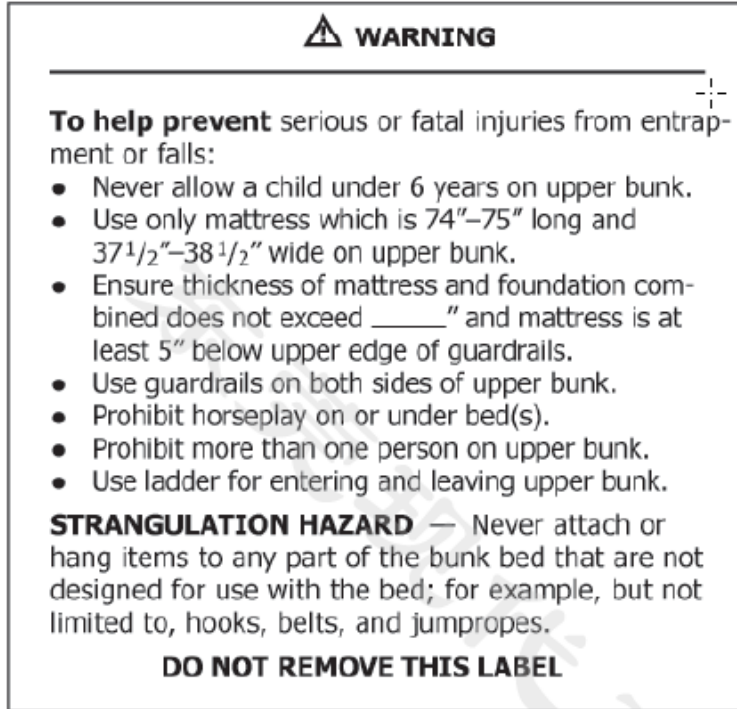 ⚠ WARNING
To help prevent serious or fatal injuries from entrap-
ment or falls:
• Never allow a child under 6 years on upper bunk.
• Use only mattress which is 74"–75" long and
37 1/2"–38 1/2" wide on upper bunk.
• Ensure thickness of mattress and foundation com-
bined does not exceed _____" and mattress is at
least 5" below upper edge of guardrails.
• Use guardrails on both sides of upper bunk.
• Prohibit horseplay on or under bed(s).
• Prohibit more than one person on upper bunk.
• Use ladder for entering and leaving upper bunk.
STRANGULATION HAZARD — Never attach or
hang items to any part of the bunk bed that are not
designed for use with the bed; for example, but not
limited to, hooks, belts, and jumpropes.
DO NOT REMOVE THIS LABEL